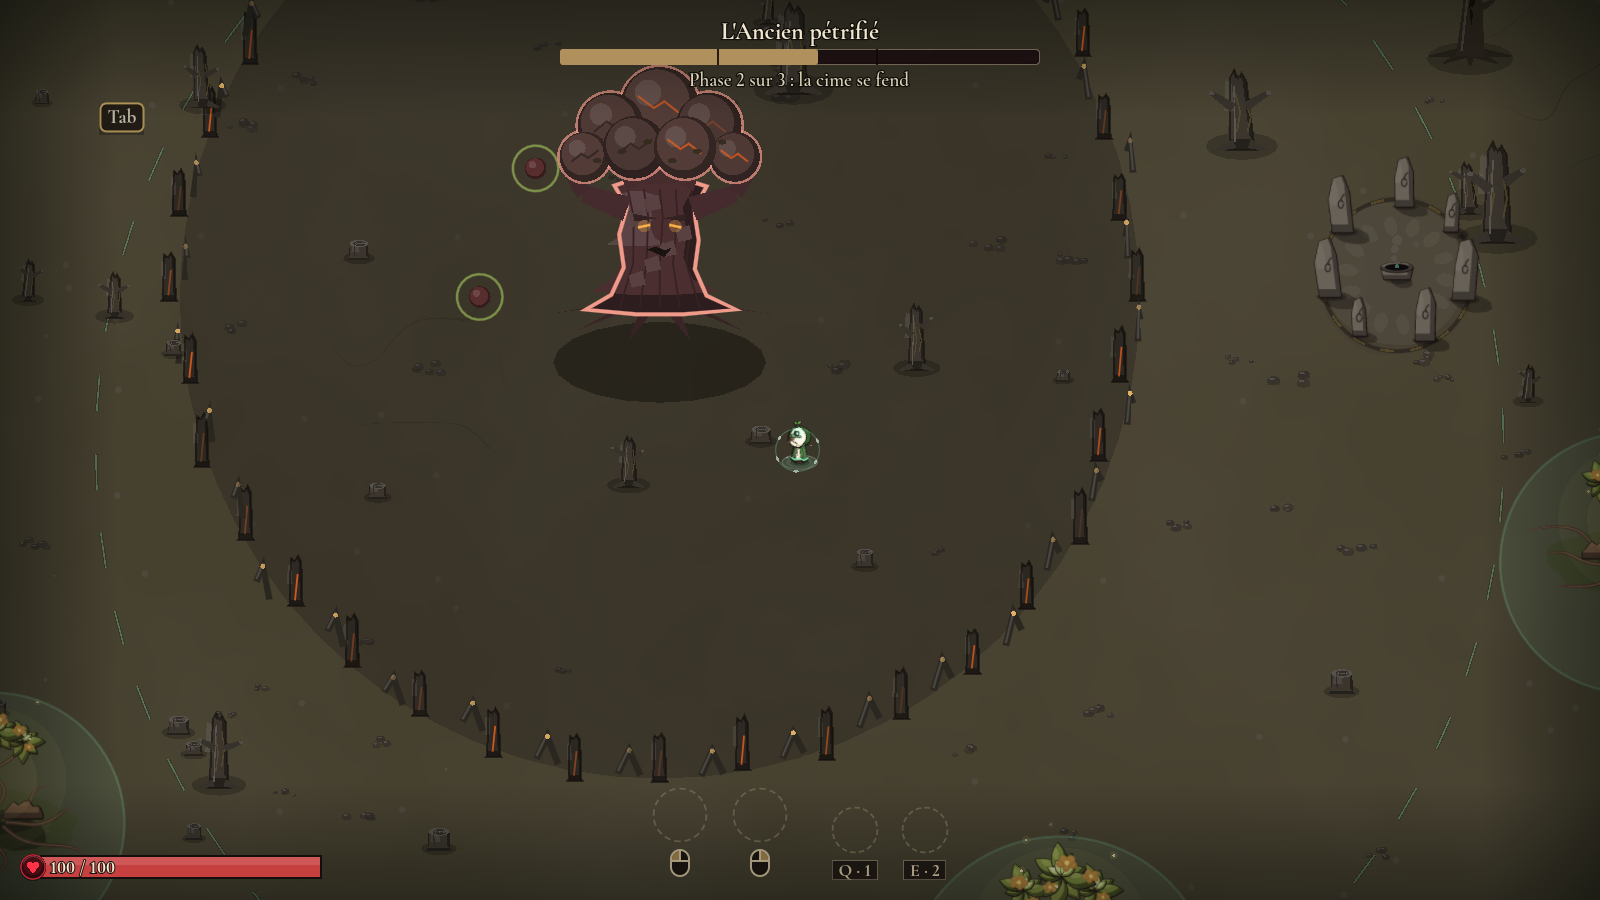 L'Ancien pétrifié
Phase 2 sur 3 : la cime se fend
Tab
100 / 100
Q · 1
E · 2